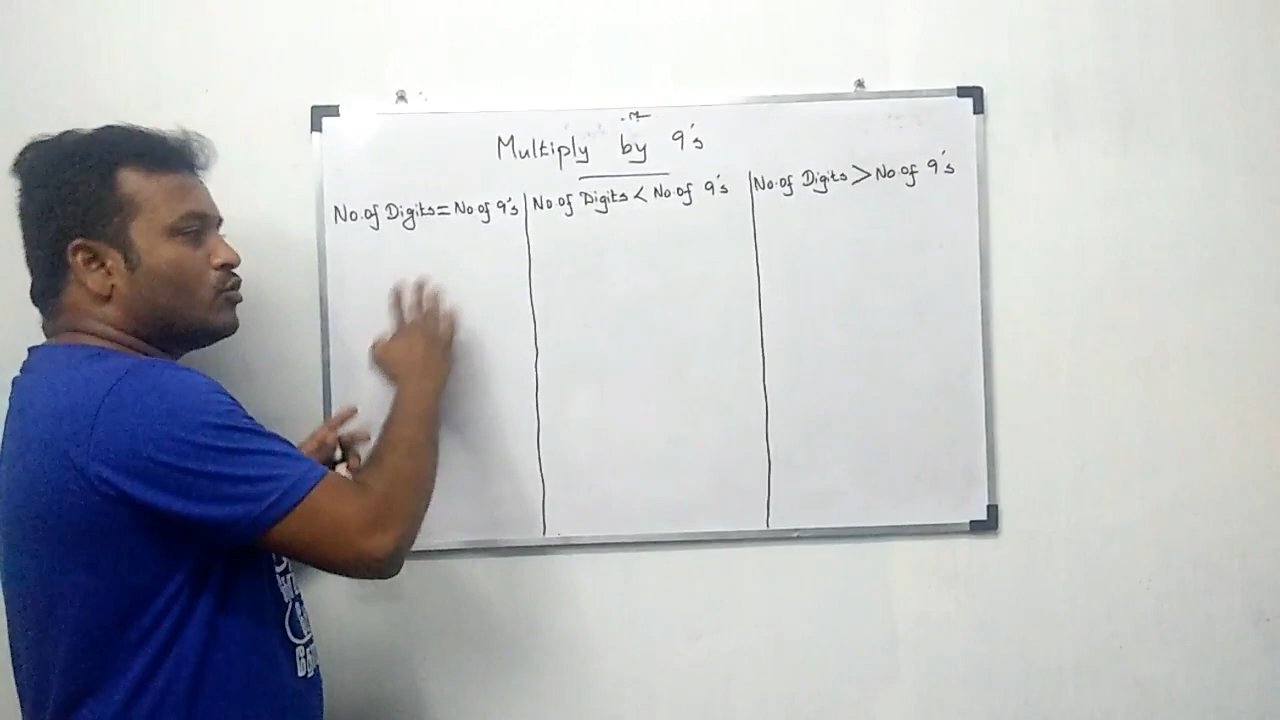 Multiply by 9's
No.of Digits = No of 9's
No of Digits < No.of 9's
No.of Digits > No.of 9's